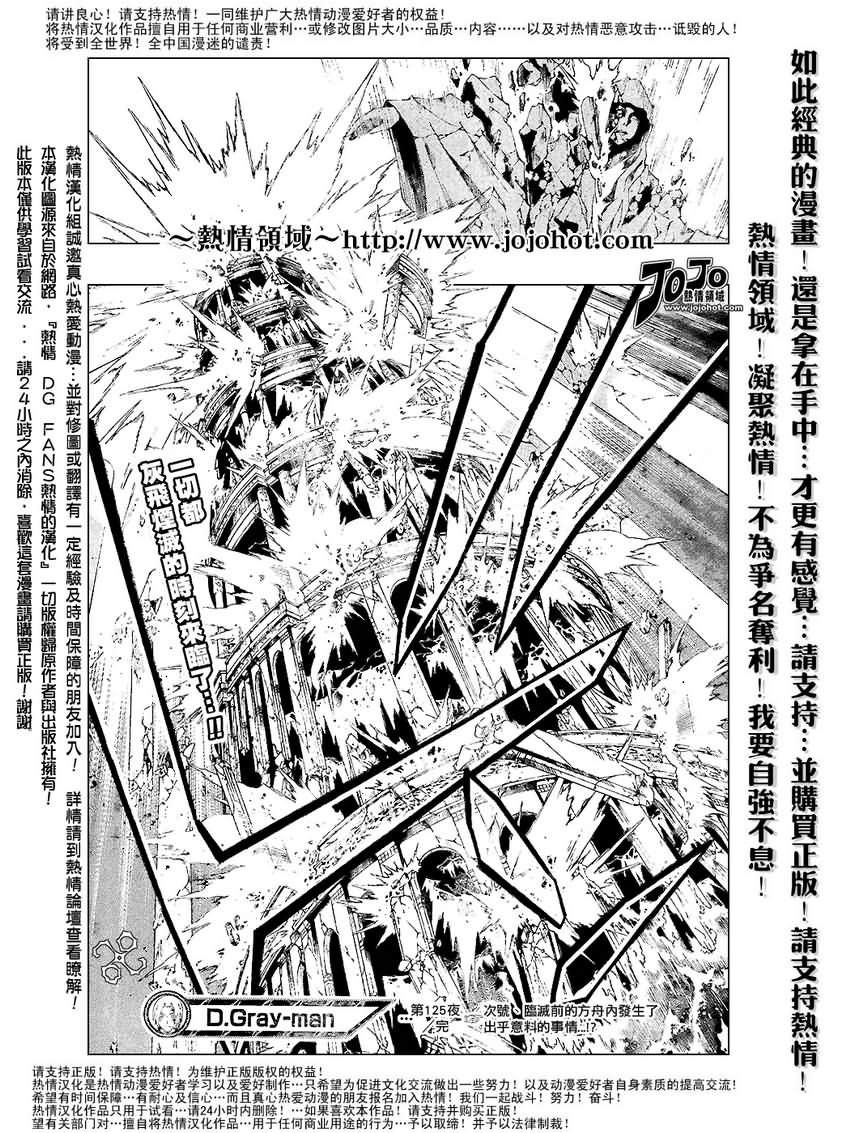 请讲良心！请支持热情！一同维护广大热情动漫爱好者的权益！
将热情汉化作品擅自用于任何商业营利…或修改图片大小…品质…内容……以及对热情恶意攻击…诋毁的人！
将受到全世界！全中国漫迷的谴责！
如此經典的漫畫！還是拿在手中…才更有感覺…請支持…並購買正版！請支持熱情！
熱情領域！凝聚熱情！不為爭名奪利！我要自強不息！
～熱情領域～http://www.jojohot.com
JOJO
熱情領域
www.jojohot.com
熱情漢化組誠邀真心熱愛動漫…並對修圖或翻譯有一定經驗及時間保障的朋友加入！ 詳情請到熱情論壇查看瞭解！
本漢化圖源來自於網路．『熱情 DG FANS熱情的漢化』一切版權歸原作者與出版社擁有！
此版本僅供學習試看交流...請24小時之內消除．喜歡這套漫畫請購買正版！謝謝
一切都
灰飛煙滅的時刻來臨了…!!
D.Gray-man
…第125夜
完
次號、臨滅前的方舟內發生了
出乎意料的事情…!?
请支持正版！请支持热情！为维护正版版权的权益！
热情汉化是热情动漫爱好者学习以及爱好制作…只希望为促进文化交流做出一些努力！以及动漫爱好者自身素质的提高交流！
希望有时间保障…有耐心及信心…而且真心热爱动漫的朋友报名加入热情！我们一起战斗！努力！奋斗！
热情汉化作品只用于试看…请24小时内删除！…如果喜欢本作品！请支持并购买正版！
望有关部门对…擅自将热情汉化作品…用于任何商业用途的行为…予以取缔！并予以法律制裁！